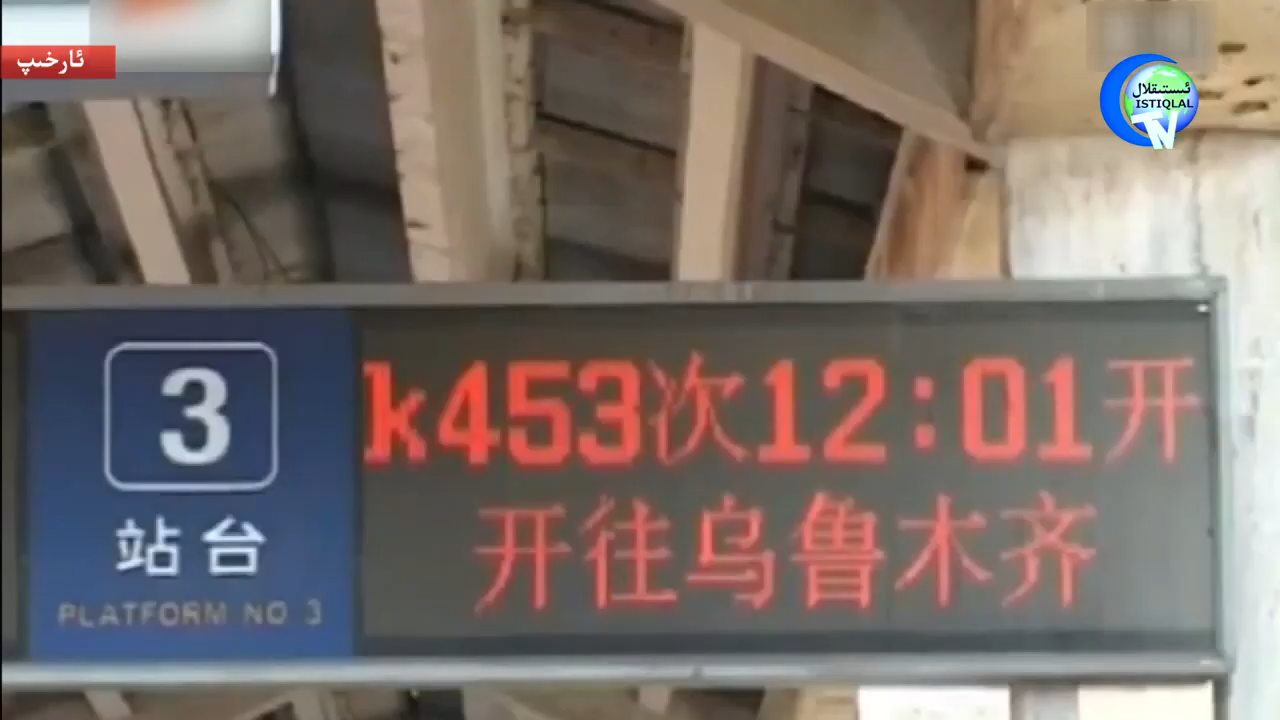 ئارخىپ
ئىستىقلال
ISTIQLAL
TV
3
站台
PLATFORM NO 3
k453次12:01开
开往乌鲁木齐